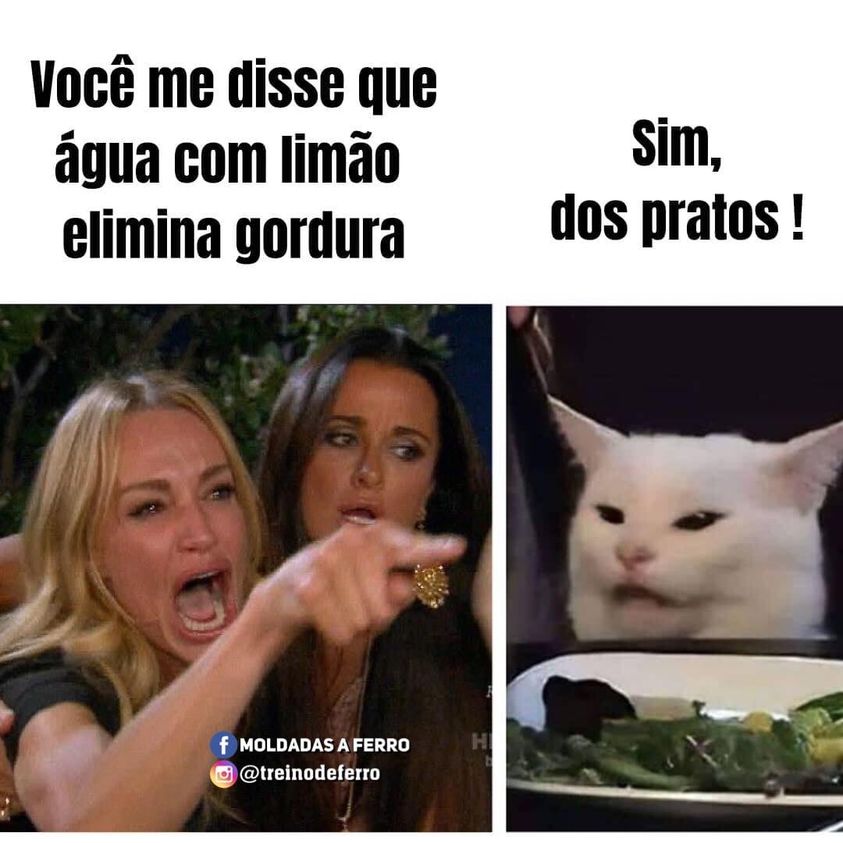 Você me disse que
água com limão
elimina gordura
Sim,
dos pratos !
MOLDADAS A FERRO
@treinodeferro